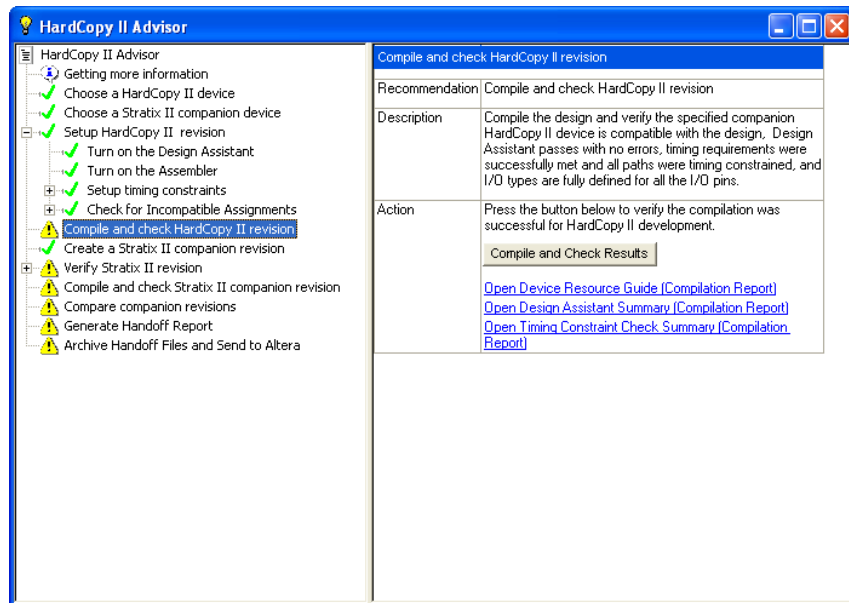 HardCopy II Advisor
HardCopy II Advisor
Getting more information
Choose a HardCopy II device
Choose a Stratix II companion device
Setup HardCopy II revision
Turn on the Design Assistant
Turn on the Assembler
Setup timing constraints
Check for Incompatible Assignments
Compile and check HardCopy II revision
Create a Stratix II companion revision
Verify Stratix II revision
Compile and check Stratix II companion revision
Compare companion revisions
Generate Handoff Report
Archive Handoff Files and Send to Altera
Compile and check HardCopy II revision
Recommendation
Compile and check HardCopy II revision
Description
Compile the design and verify the specified companion
HardCopy II device is compatible with the design, Design
Assistant passes with no errors, timing requirements were
successfully met and all paths were timing constrained, and
I/O types are fully defined for all the I/O pins.
Action
Press the button below to verify the compilation was
successful for HardCopy II development.
Compile and Check Results
Open Device Resource Guide (Compilation Report)
Open Design Assistant Summary (Compilation Report)
Open Timing Constraint Check Summary (Compilation
Report)